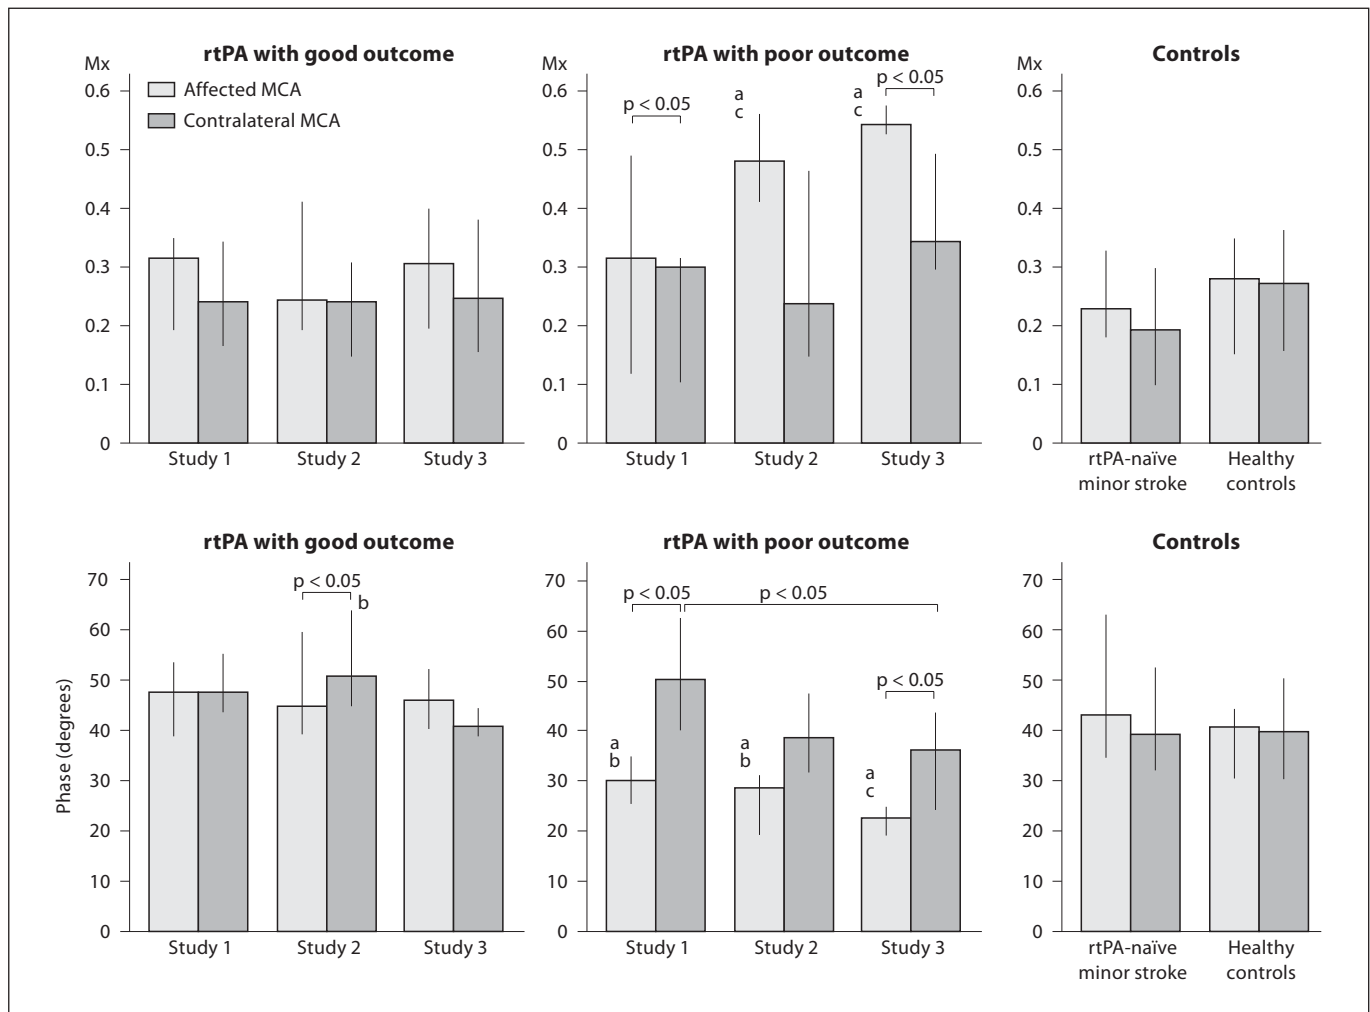 rtPA with good outcome
Mx
Affected MCA
Contralateral MCA
0.6
0.5
0.4
0.3
0.2
0.1
0
Study 1 Study 2 Study 3
rtPA with poor outcome
Mx
p < 0.05
a
c
a
c
p < 0.05
0.6
0.5
0.4
0.3
0.2
0.1
0
Study 1 Study 2 Study 3
Controls
Mx
0.6
0.5
0.4
0.3
0.2
0.1
0
rtPA-naïve
minor stroke
Healthy
controls
rtPA with good outcome
Phase (degrees)
p < 0.05
b
70
60
50
40
30
20
10
0
Study 1 Study 2 Study 3
rtPA with poor outcome
p < 0.05 p < 0.05
p < 0.05
a
b
a
b
a
c
70
60
50
40
30
20
10
0
Study 1 Study 2 Study 3
Controls
70
60
50
40
30
20
10
0
rtPA-naïve
minor stroke
Healthy
controls